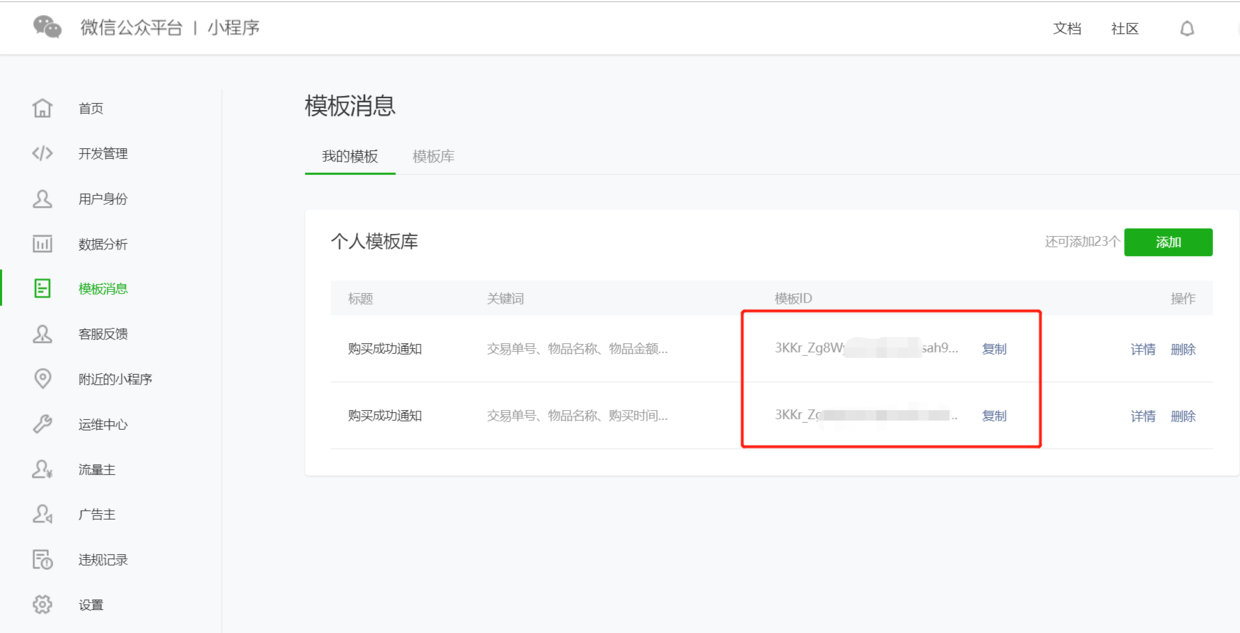 微信公众平台 | 小程序
文档 社区
首页
开发管理
用户身份
数据分析
模板消息
客服反馈
附近的小程序
运维中心
流量主
广告主
违规记录
设置
模板消息
我的模板 模板库
个人模板库 还可添加23个 添加
标题 关键词 模板ID 操作
购买成功通知 交易单号、物品名称、物品金额... 3KKr_Zg8W sah9... 复制 详情 删除
购买成功通知 交易单号、物品名称、购买时间... 3KKr_Zg .. 复制 详情 删除